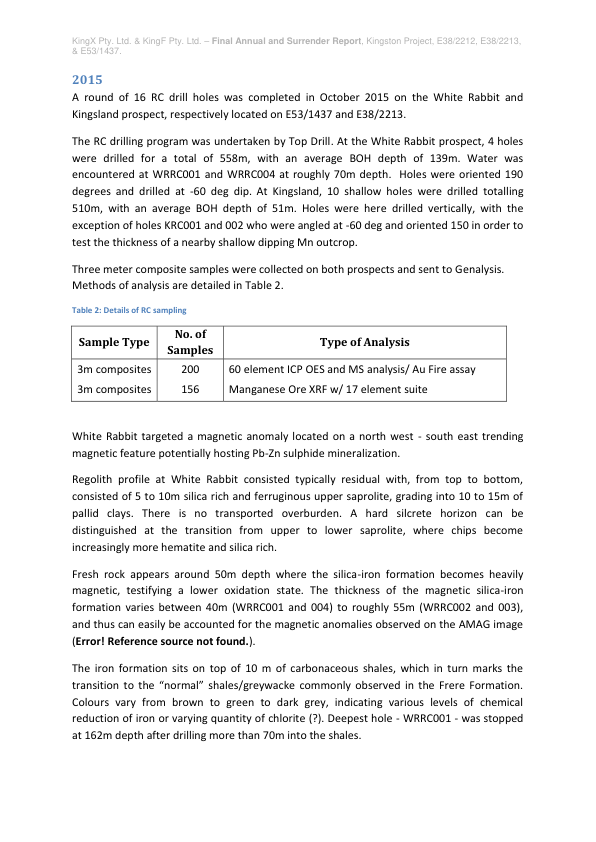 KingX Pty. Ltd. & KingF Pty. Ltd. – Final Annual and Surrender Report, Kingston Project, E38/2212, E38/2213,
& E53/1437.
2015
A round of 16 RC drill holes was completed in October 2015 on the White Rabbit and
Kingsland prospect, respectively located on E53/1437 and E38/2213.
The RC drilling program was undertaken by Top Drill. At the White Rabbit prospect, 4 holes
were drilled for a total of 558m, with an average BOH depth of 139m. Water was
encountered at WRRC001 and WRRC004 at roughly 70m depth. Holes were oriented 190
degrees and drilled at -60 deg dip. At Kingsland, 10 shallow holes were drilled totalling
510m, with an average BOH depth of 51m. Holes were here drilled vertically, with the
exception of holes KRC001 and 002 who were angled at -60 deg and oriented 150 in order to
test the thickness of a nearby shallow dipping Mn outcrop.
Three meter composite samples were collected on both prospects and sent to Genalysis.
Methods of analysis are detailed in Table 2.
Table 2: Details of RC sampling
Sample Type No. of Samples Type of Analysis
3m composites 200 60 element ICP OES and MS analysis/ Au Fire assay
3m composites 156 Manganese Ore XRF w/ 17 element suite
White Rabbit targeted a magnetic anomaly located on a north west - south east trending
magnetic feature potentially hosting Pb-Zn sulphide mineralization.
Regolith profile at White Rabbit consisted typically residual with, from top to bottom,
consisted of 5 to 10m silica rich and ferruginous upper saprolite, grading into 10 to 15m of
pallid clays. There is no transported overburden. A hard silcrete horizon can be
distinguished at the transition from upper to lower saprolite, where chips become
increasingly more hematite and silica rich.
Fresh rock appears around 50m depth where the silica-iron formation becomes heavily
magnetic, testifying a lower oxidation state. The thickness of the magnetic silica-iron
formation varies between 40m (WRRC001 and 004) to roughly 55m (WRRC002 and 003),
and thus can easily be accounted for the magnetic anomalies observed on the AMAG image
(Error! Reference source not found.).
The iron formation sits on top of 10 m of carbonaceous shales, which in turn marks the
transition to the “normal” shales/greywacke commonly observed in the Frere Formation.
Colours vary from brown to green to dark grey, indicating various levels of chemical
reduction of iron or varying quantity of chlorite (?). Deepest hole - WRRC001 - was stopped
at 162m depth after drilling more than 70m into the shales.